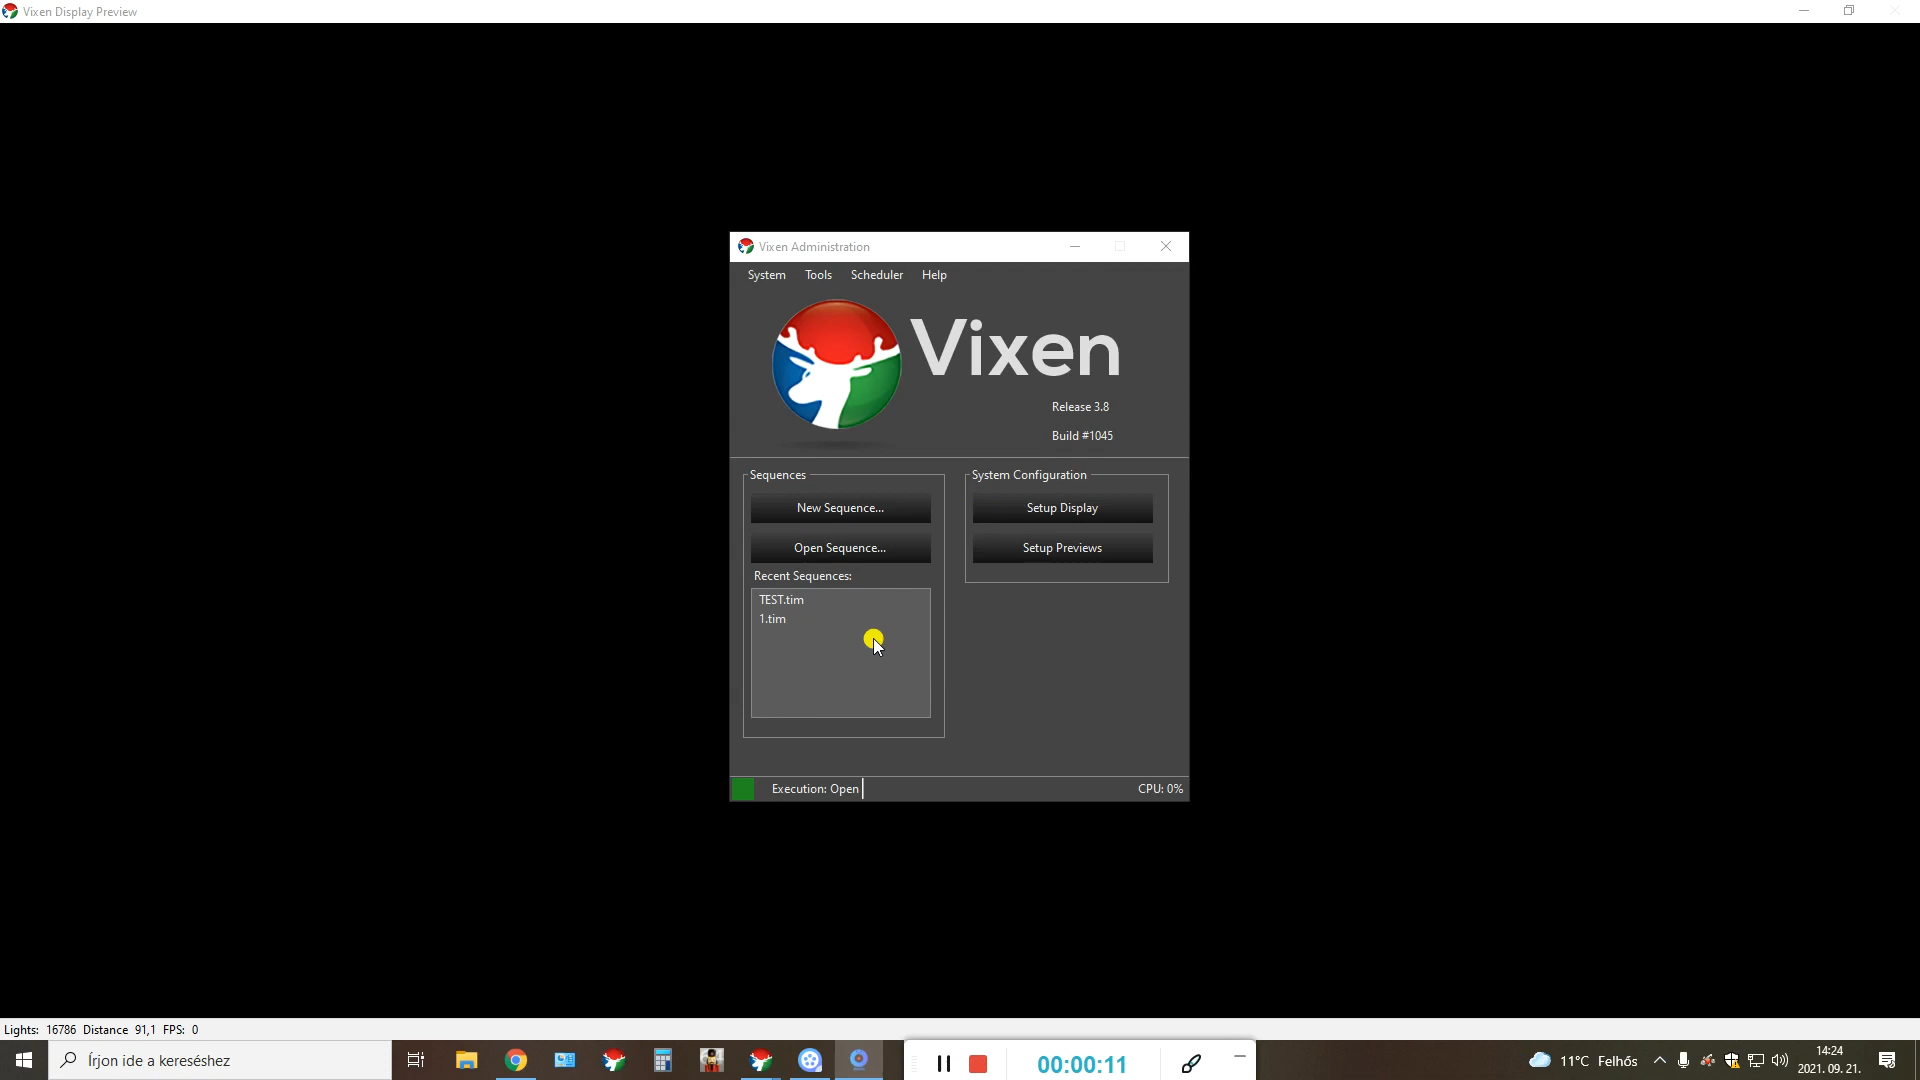 Vixen Display Preview
Vixen Administration
System Tools Scheduler Help
Vixen
Release 3.8
Build #1045
Sequences
New Sequence...
Open Sequence...
Recent Sequences:
TEST.tim
1.tim
System Configuration
Setup Display
Setup Previews
Execution: Open
CPU: 0%
Lights: 16786 Distance 91,1 FPS: 0
Írjon ide a kereséshez
00:00:11
11°C Felhős
14:24
2021. 09. 21.